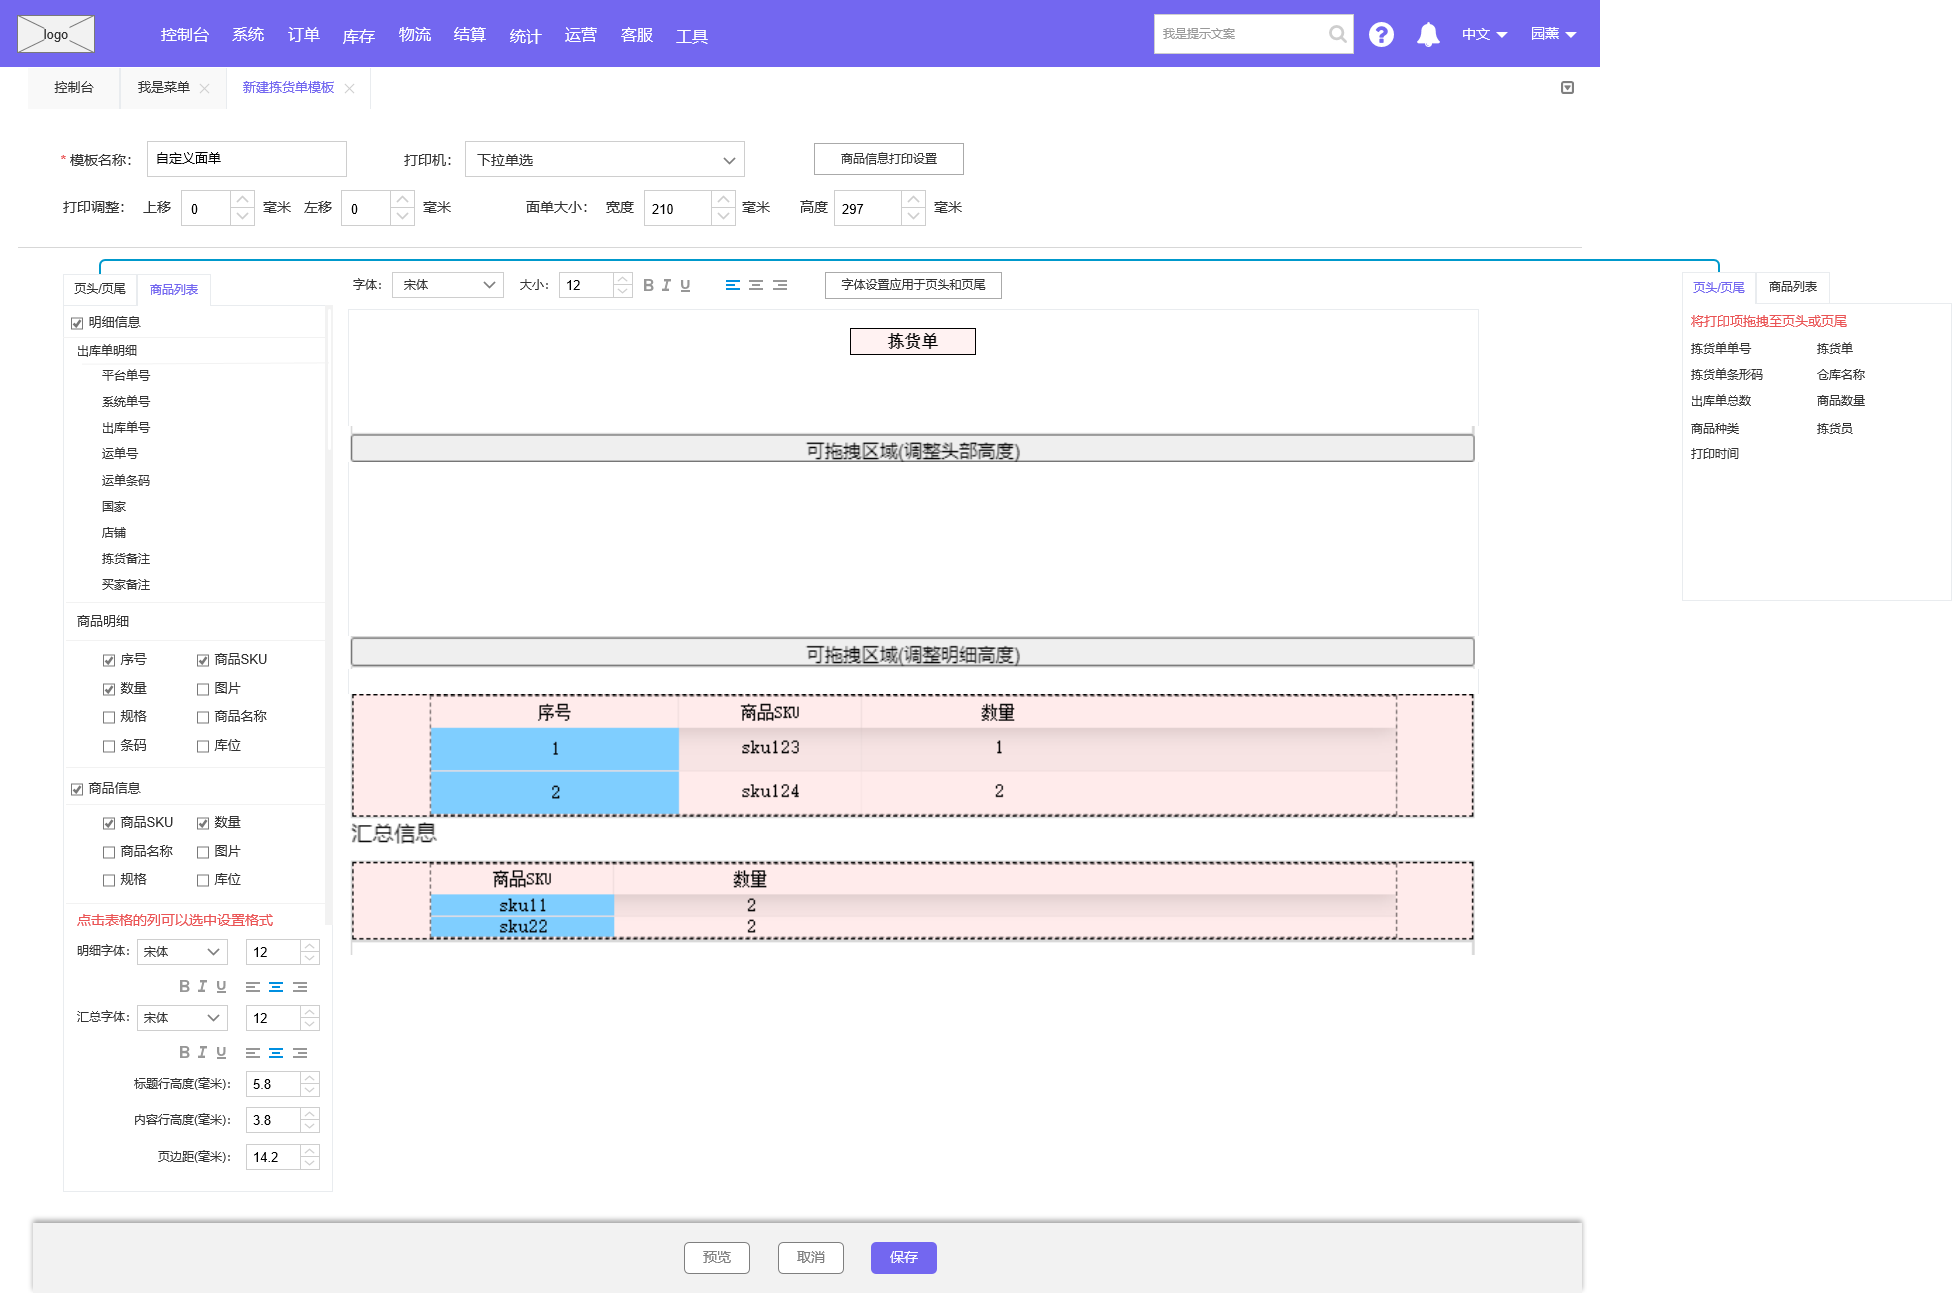 logo
控制台 系统 订单 库存 物流 结算 统计 运营 客服 工具
我是提示文案
中文 园薰
控制台 我是菜单 新建拣货单模板
* 模板名称： 自定义面单 打印机： 下拉单选 商品信息打印设置
打印调整： 上移 0 毫米 左移 0 毫米 面单大小： 宽度 210 毫米 高度 297 毫米
页头/页尾 商品列表
明细信息
出库单明细
平台单号
系统单号
出库单号
运单号
运单条码
国家
店铺
拣货备注
买家备注
商品明细
序号 商品SKU
数量 图片
规格 商品名称
条码 库位
商品信息
商品SKU 数量
商品名称 图片
规格 库位
点击表格的列可以选中设置格式
明细字体： 宋体 12
B I U
汇总字体： 宋体 12
B I U
标题行高度(毫米)： 5.8
内容行高度(毫米)： 3.8
页边距(毫米)： 14.2
字体： 宋体 大小： 12 B I U 字体设置应用于页头和页尾
拣货单
可拖拽区域(调整头部高度)
可拖拽区域(调整明细高度)
序号 商品SKU 数量
1 sku123 1
2 sku124 2
汇总信息
商品SKU 数量
sku11 2
sku22 2
页头/页尾 商品列表
将打印项拖拽至页头或页尾
拣货单单号 拣货单
拣货单条形码 仓库名称
出库单总数 商品数量
商品种类 拣货员
打印时间
预览 取消 保存